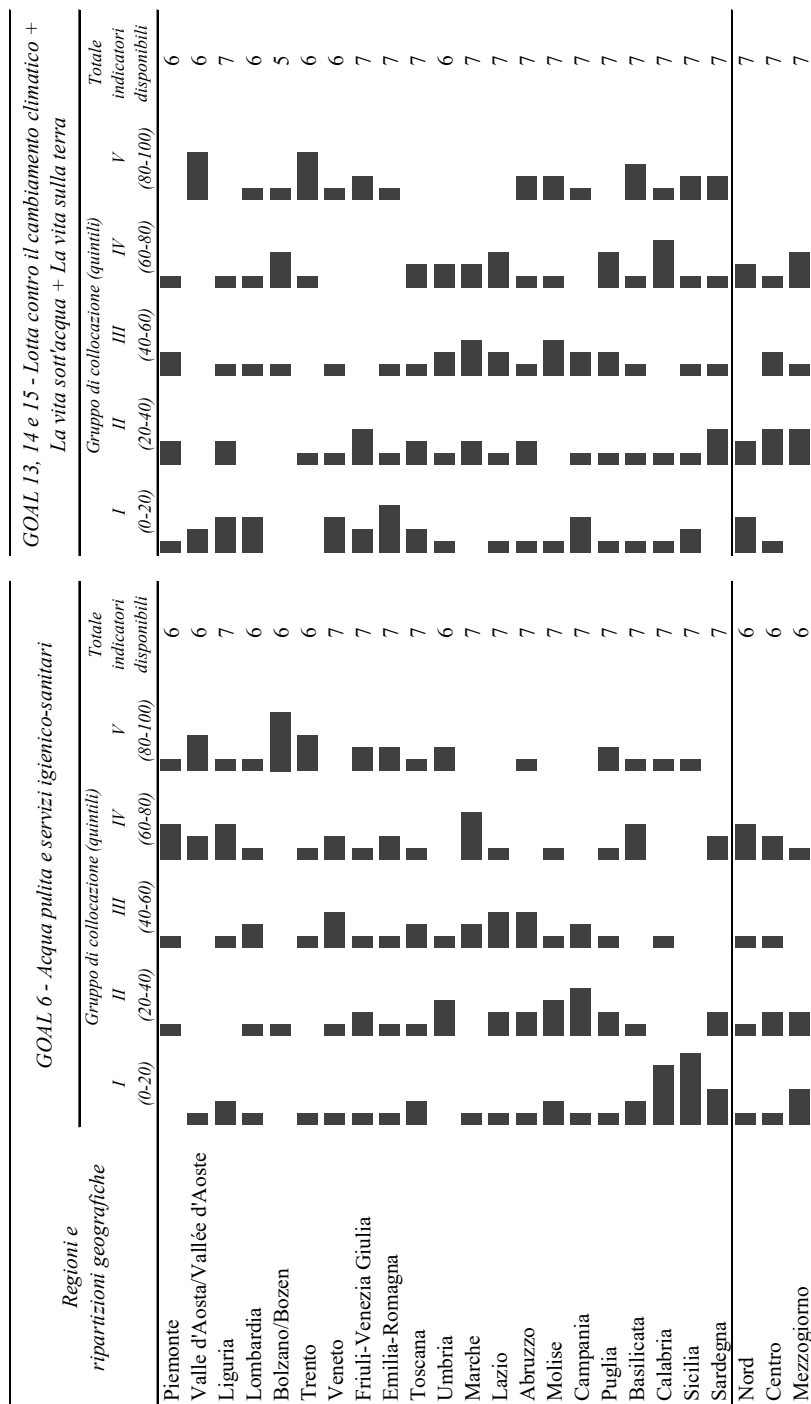 Regioni e
ripartizioni geografiche
GOAL 6 - Acqua pulita e servizi igienico-sanitari
GOAL 13, 14 e 15 - Lotta contro il cambiamento climatico +
La vita sott'acqua + La vita sulla terra
Gruppo di collocazione (quintili)
Totale
indicatori
disponibili
Gruppo di collocazione (quintili)
Totale
indicatori
disponibili
I II III IV V I II III IV V
(0-20) (20-40) (40-60) (60-80) (80-100) (0-20) (20-40) (40-60) (60-80) (80-100)
Piemonte 6 6
Valle d'Aosta/Vallée d'Aoste 6 6
Liguria 7 7
Lombardia 6 6
Bolzano/Bozen 6 5
Trento 6 6
Veneto 7 6
Friuli-Venezia Giulia 7 7
Emilia-Romagna 7 7
Toscana 7 7
Umbria 6 6
Marche 7 7
Lazio 7 7
Abruzzo 7 7
Molise 7 7
Campania 7 7
Puglia 7 7
Basilicata 7 7
Calabria 7 7
Sicilia 7 7
Sardegna 7 7
Nord 6 7
Centro 6 7
Mezzogiorno 6 7